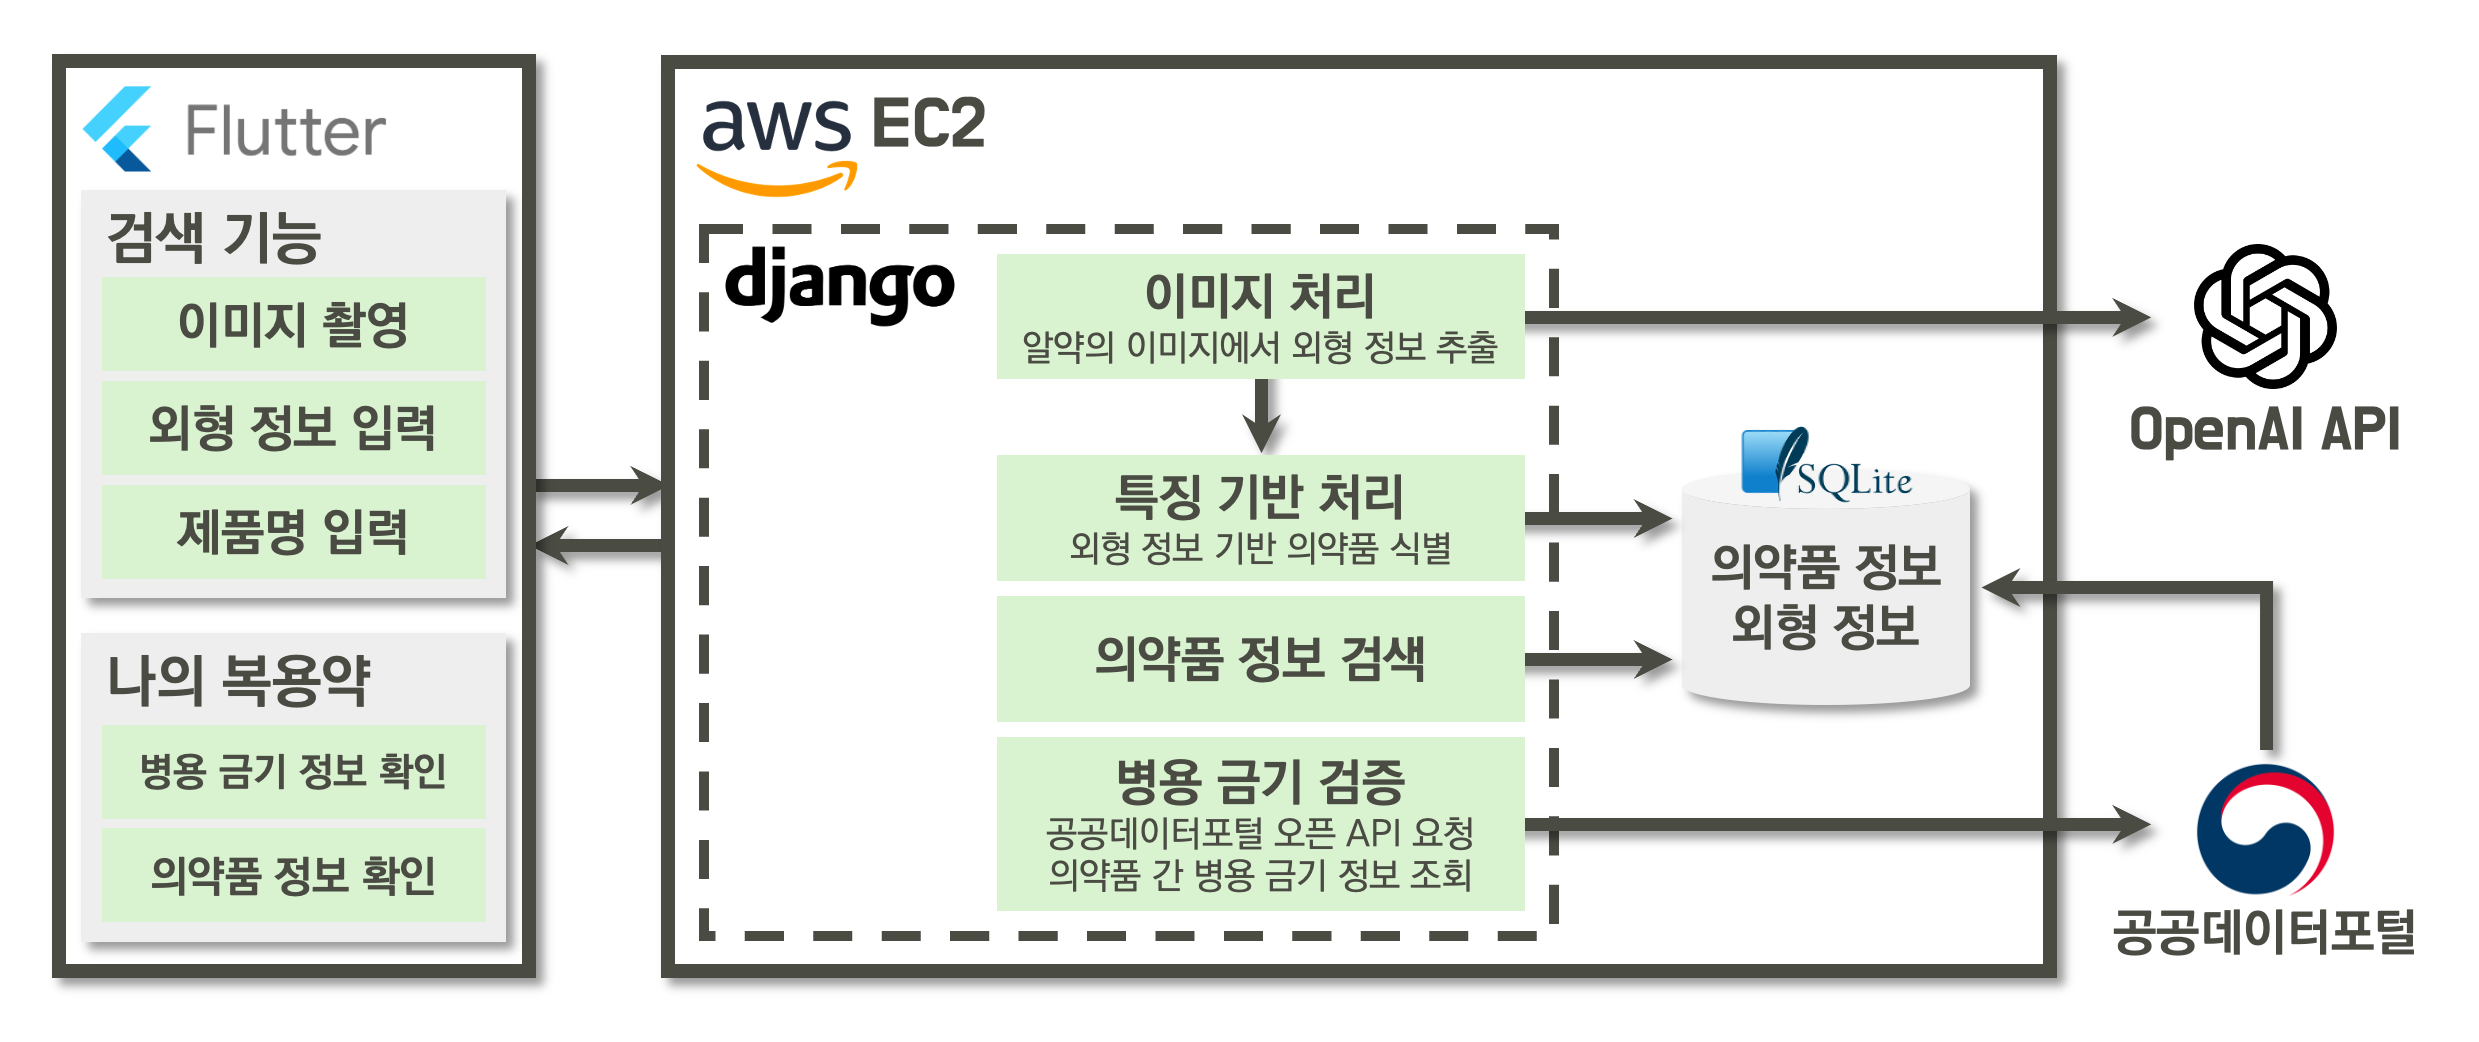 Flutter
검색 기능
이미지 촬영
외형 정보 입력
제품명 입력
나의 복용약
병용 금기 정보 확인
의약품 정보 확인
aws EC2
django
이미지 처리
알약의 이미지에서 외형 정보 추출
특징 기반 처리
외형 정보 기반 의약품 식별
의약품 정보 검색
병용 금기 검증
공공데이터포털 오픈 API 요청
의약품 간 병용 금기 정보 조회
SQLite
의약품 정보
외형 정보
OpenAI API
공공데이터포털